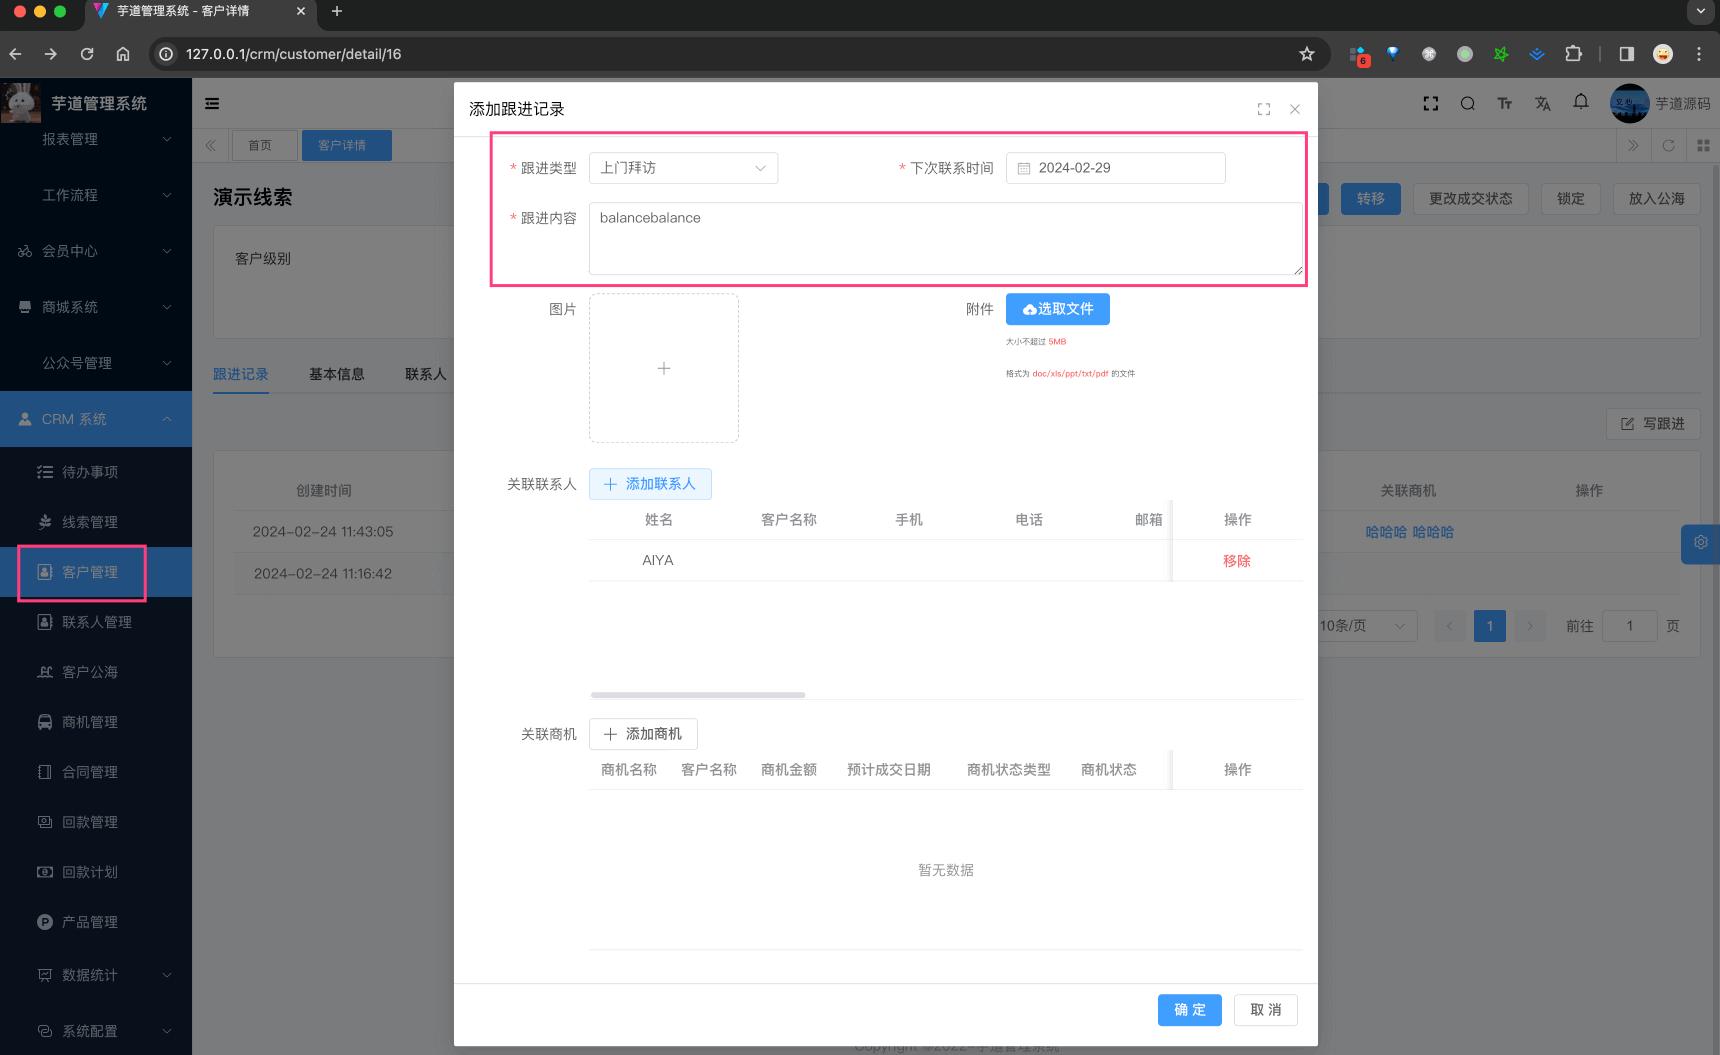 芋道管理系统 - 客户详情
127.0.0.1/crm/customer/detail/16
6
芋道管理系统
报表管理
工作流程
会员中心
商城系统
公众号管理
CRM 系统
待办事项
线索管理
客户管理
联系人管理
客户公海
商机管理
合同管理
回款管理
回款计划
产品管理
数据统计
系统配置
芋道源码
首页
客户详情
演示线索
转移
更改成交状态
锁定
放入公海
客户级别
跟进记录
基本信息
联系人
写跟进
创建时间
关联商机
操作
2024-02-24 11:43:05
哈哈哈 哈哈哈
2024-02-24 11:16:42
10条/页
1
前往
1
页
添加跟进记录
* 跟进类型
上门拜访
* 下次联系时间
2024-02-29
* 跟进内容
balancebalance
图片
附件
选取文件
大小不超过 5MB
格式为 doc/xls/ppt/txt/pdf 的文件
关联联系人
添加联系人
姓名 客户名称 手机 电话 邮箱 操作
AIYA 移除
关联商机
添加商机
商机名称 客户名称 商机金额 预计成交日期 商机状态类型 商机状态 操作
暂无数据
确 定
取 消
Copyright ©2022-芋道管理系统